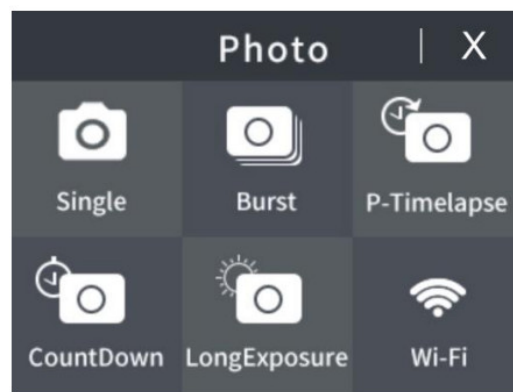 Photo | X
Single Burst P-Timelapse
CountDown LongExposure Wi-Fi